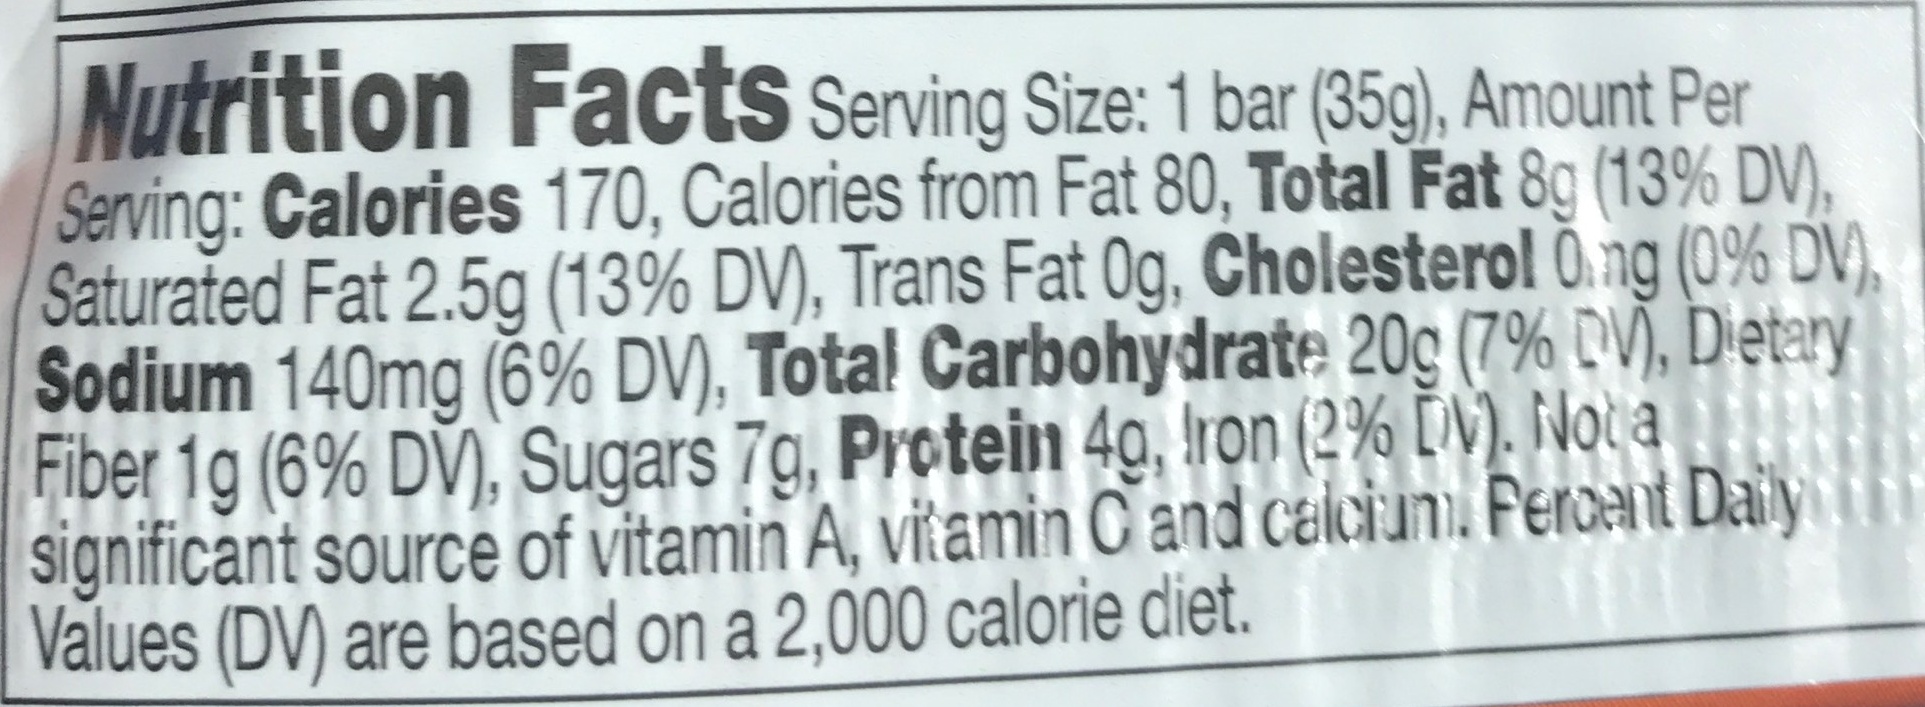 Nutrition Facts Serving Size: 1 bar (35g), Amount Per
Serving: Calories 170, Calories from Fat 80, Total Fat 8g (13% DV),
Saturated Fat 2.5g (13% DV), Trans Fat 0g, Cholesterol 0mg (0% DV),
Sodium 140mg (6% DV), Total Carbohydrate 20g (7% DV), Dietary
Fiber 1g (6% DV), Sugars 7g, Protein 4g, Iron (2% DV). Not a
significant source of vitamin A, vitamin C and calcium. Percent Daily
Values (DV) are based on a 2,000 calorie diet.